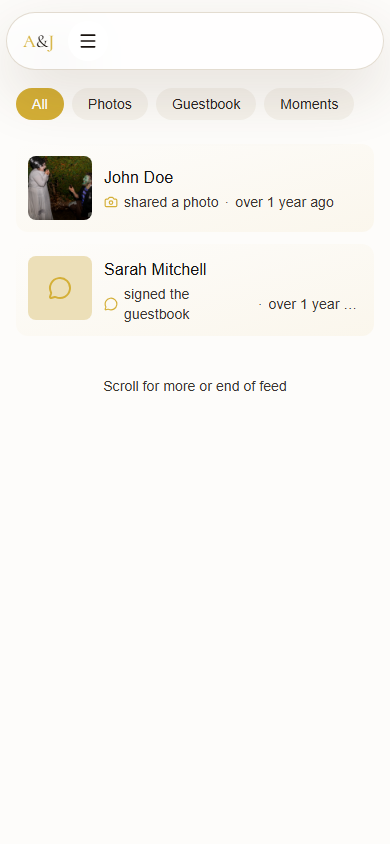 A&J
All Photos Guestbook Moments
John Doe
shared a photo · over 1 year ago
Sarah Mitchell
signed the
guestbook
· over 1 year …
Scroll for more or end of feed